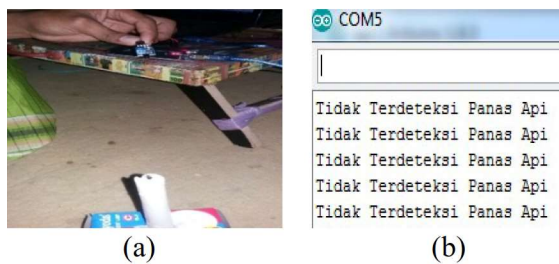 COM5
Tidak Terdeteksi Panas Api
Tidak Terdeteksi Panas Api
Tidak Terdeteksi Panas Api
Tidak Terdeteksi Panas Api
Tidak Terdeteksi Panas Api
(a)
(b)